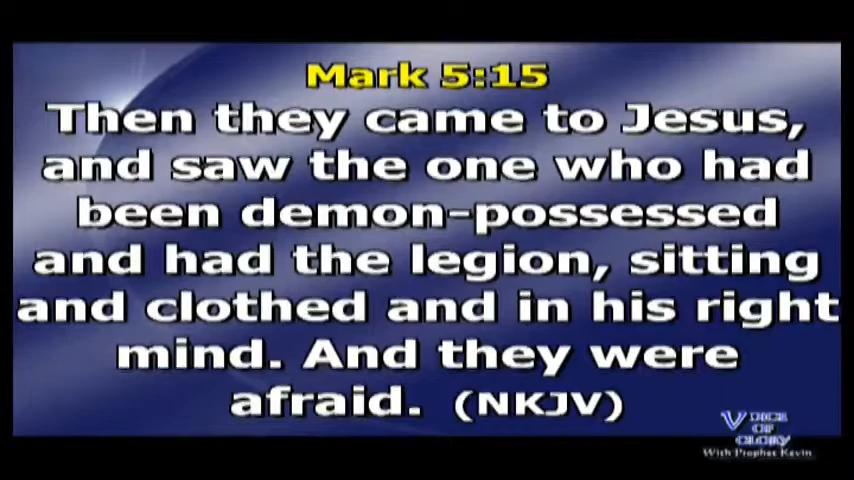 Mark 5:15
Then they came to Jesus,
and saw the one who had
been demon-possessed
and had the legion, sitting
and clothed and in his right
mind. And they were
afraid. (NKJV)
VOICE
OF
GLORY
With Prophet Kevin